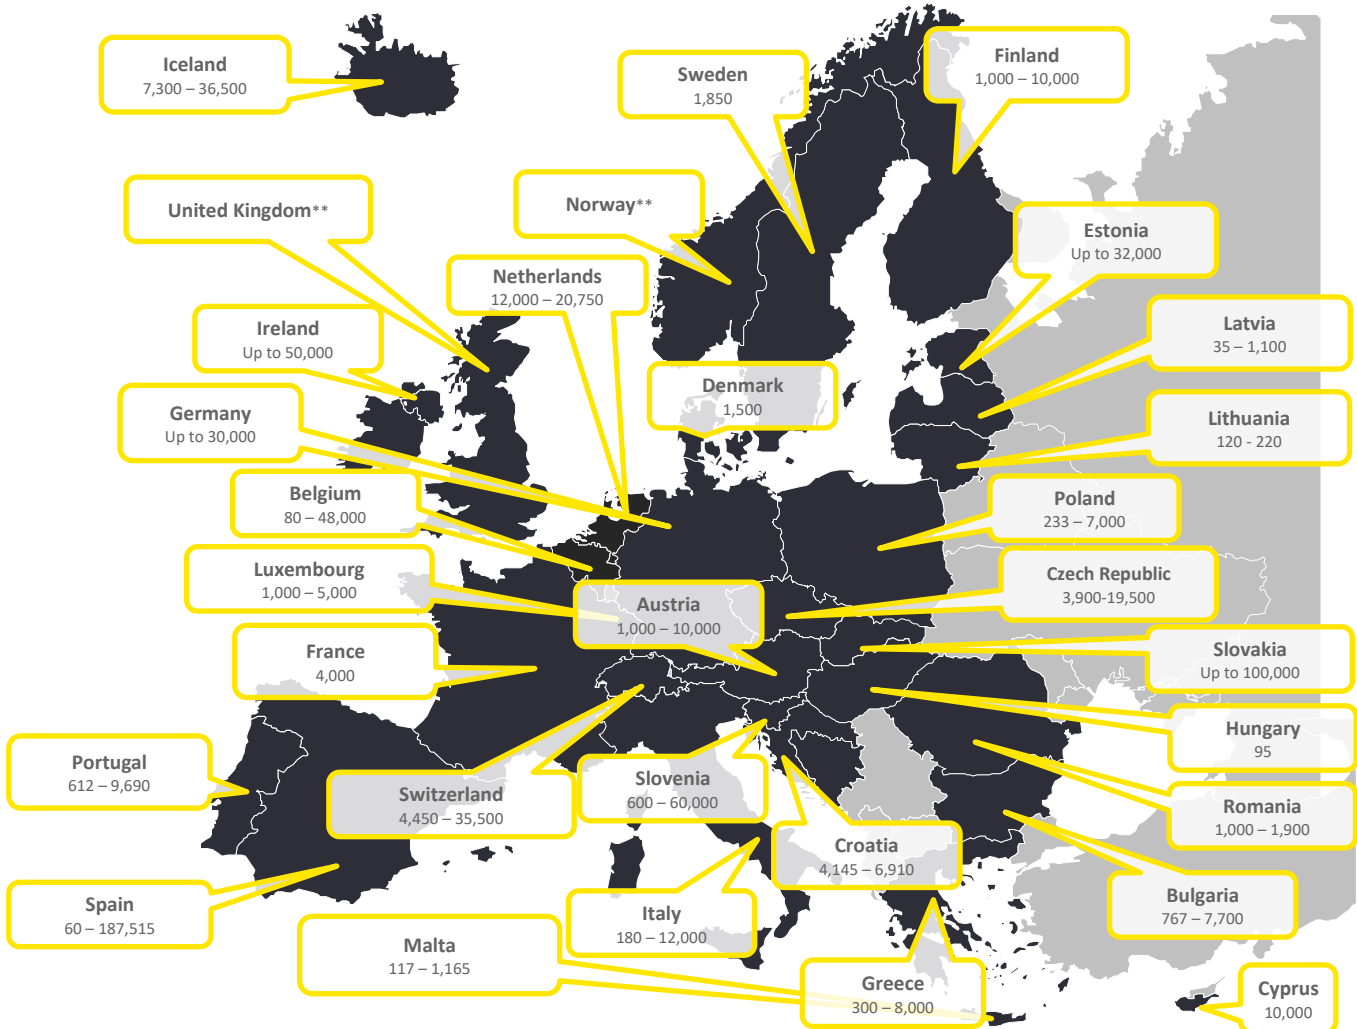 Iceland
7,300 – 36,500
Sweden
1,850
Finland
1,000 – 10,000
United Kingdom**
Norway**
Estonia
Up to 32,000
Netherlands
12,000 – 20,750
Ireland
Up to 50,000
Latvia
35 – 1,100
Denmark
1,500
Germany
Up to 30,000
Lithuania
120 - 220
Belgium
80 – 48,000
Poland
233 – 7,000
Luxembourg
1,000 – 5,000
Czech Republic
3,900-19,500
Austria
1,000 – 10,000
France
4,000
Slovakia
Up to 100,000
Hungary
95
Portugal
612 – 9,690
Switzerland
4,450 – 35,500
Slovenia
600 – 60,000
Romania
1,000 – 1,900
Croatia
4,145 – 6,910
Spain
60 – 187,515
Bulgaria
767 – 7,700
Italy
180 – 12,000
Malta
117 – 1,165
Greece
300 – 8,000
Cyprus
10,000